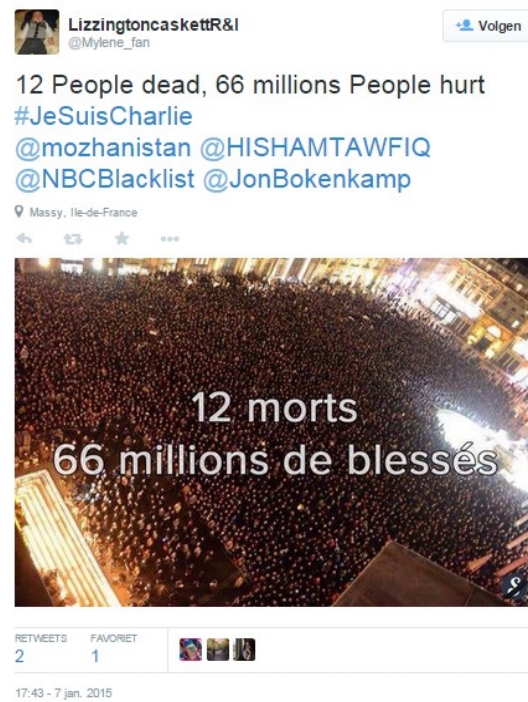 LizzingtoncaskettR&I
@Mylene_fan
Volgen
12 People dead, 66 millions People hurt
#JeSuisCharlie
@mozhanistan @HISHAMTAWFIQ
@NBCBlacklist @JonBokenkamp
Massy, Ile-de-France
12 morts
66 millions de blessés
RETWEETS
FAVORIET
2
1
17:43 - 7 jan. 2015